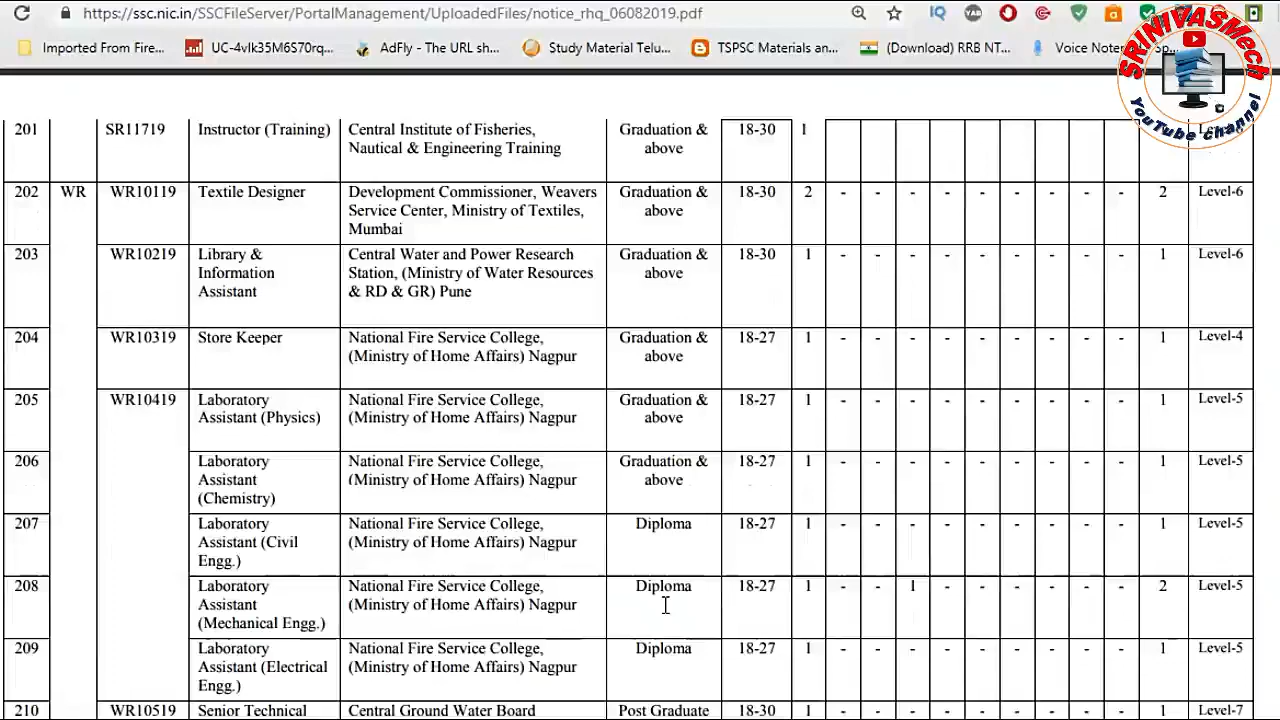 https://ssc.nic.in/SSCFileServer/PortalManagement/UploadedFiles/notice_rhq_06082019.pdf
Imported From Fire... UC-4vlk35M6S70rq... AdFly - The URL sh... Study Material Telu... TSPSC Materials an... (Download) RRB NT... Voice Note
SRINIVASMech
YouTube channel
201 SR11719 Instructor (Training) Central Institute of Fisheries, Graduation & 18-30 1
Nautical & Engineering Training above
202 WR WR10119 Textile Designer Development Commissioner, Weavers Graduation & 18-30 2 - - - - - - - - - 2 Level-6
Service Center, Ministry of Textiles, above
Mumbai
203 WR10219 Library & Central Water and Power Research Graduation & 18-30 1 - - - - - - - - - 1 Level-6
Information Station, (Ministry of Water Resources above
Assistant & RD & GR) Pune
204 WR10319 Store Keeper National Fire Service College, Graduation & 18-27 1 - - - - - - - - - 1 Level-4
(Ministry of Home Affairs) Nagpur above
205 WR10419 Laboratory National Fire Service College, Graduation & 18-27 1 - - - - - - - - - 1 Level-5
Assistant (Physics) (Ministry of Home Affairs) Nagpur above
206 Laboratory National Fire Service College, Graduation & 18-27 1 - - - - - - - - - 1 Level-5
Assistant (Ministry of Home Affairs) Nagpur above
(Chemistry)
207 Laboratory National Fire Service College, Diploma 18-27 1 - - - - - - - - - 1 Level-5
Assistant (Civil (Ministry of Home Affairs) Nagpur
Engg.)
208 Laboratory National Fire Service College, Diploma 18-27 1 - - 1 - - - - - - 2 Level-5
Assistant (Ministry of Home Affairs) Nagpur
(Mechanical Engg.)
209 Laboratory National Fire Service College, Diploma 18-27 1 - - - - - - - - - 1 Level-5
Assistant (Electrical (Ministry of Home Affairs) Nagpur
Engg.)
210 WR10519 Senior Technical Central Ground Water Board Post Graduate 18-30 1 - - - - - - - - - 1 Level-7